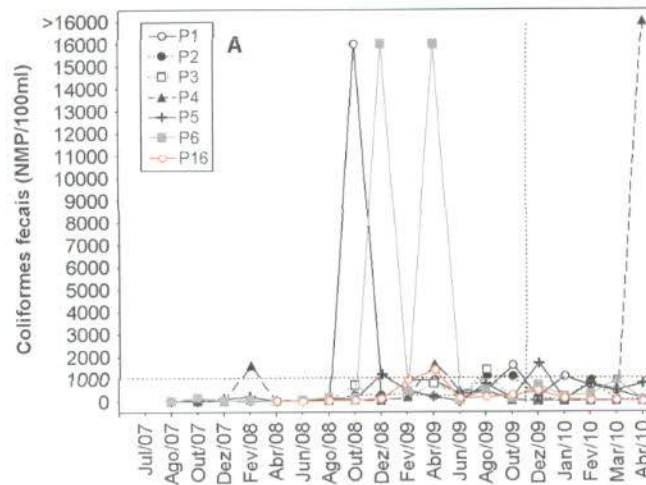 >16000
16000
15000
14000
13000
12000
11000
10000
9000
8000
7000
6000
5000
4000
3000
2000
1000
0
Coliformes fecais (NMP/100ml)
P1
P2
P3
P4
P5
P6
P16
A
Jul/07
Ago/07
Out/07
Dez/07
Fev/08
Abr/08
Jun/08
Ago/08
Out/08
Dez/08
Fev/09
Abr/09
Jun/09
Ago/09
Out/09
Dez/09
Jan/10
Fev/10
Mar/10
Abr/10